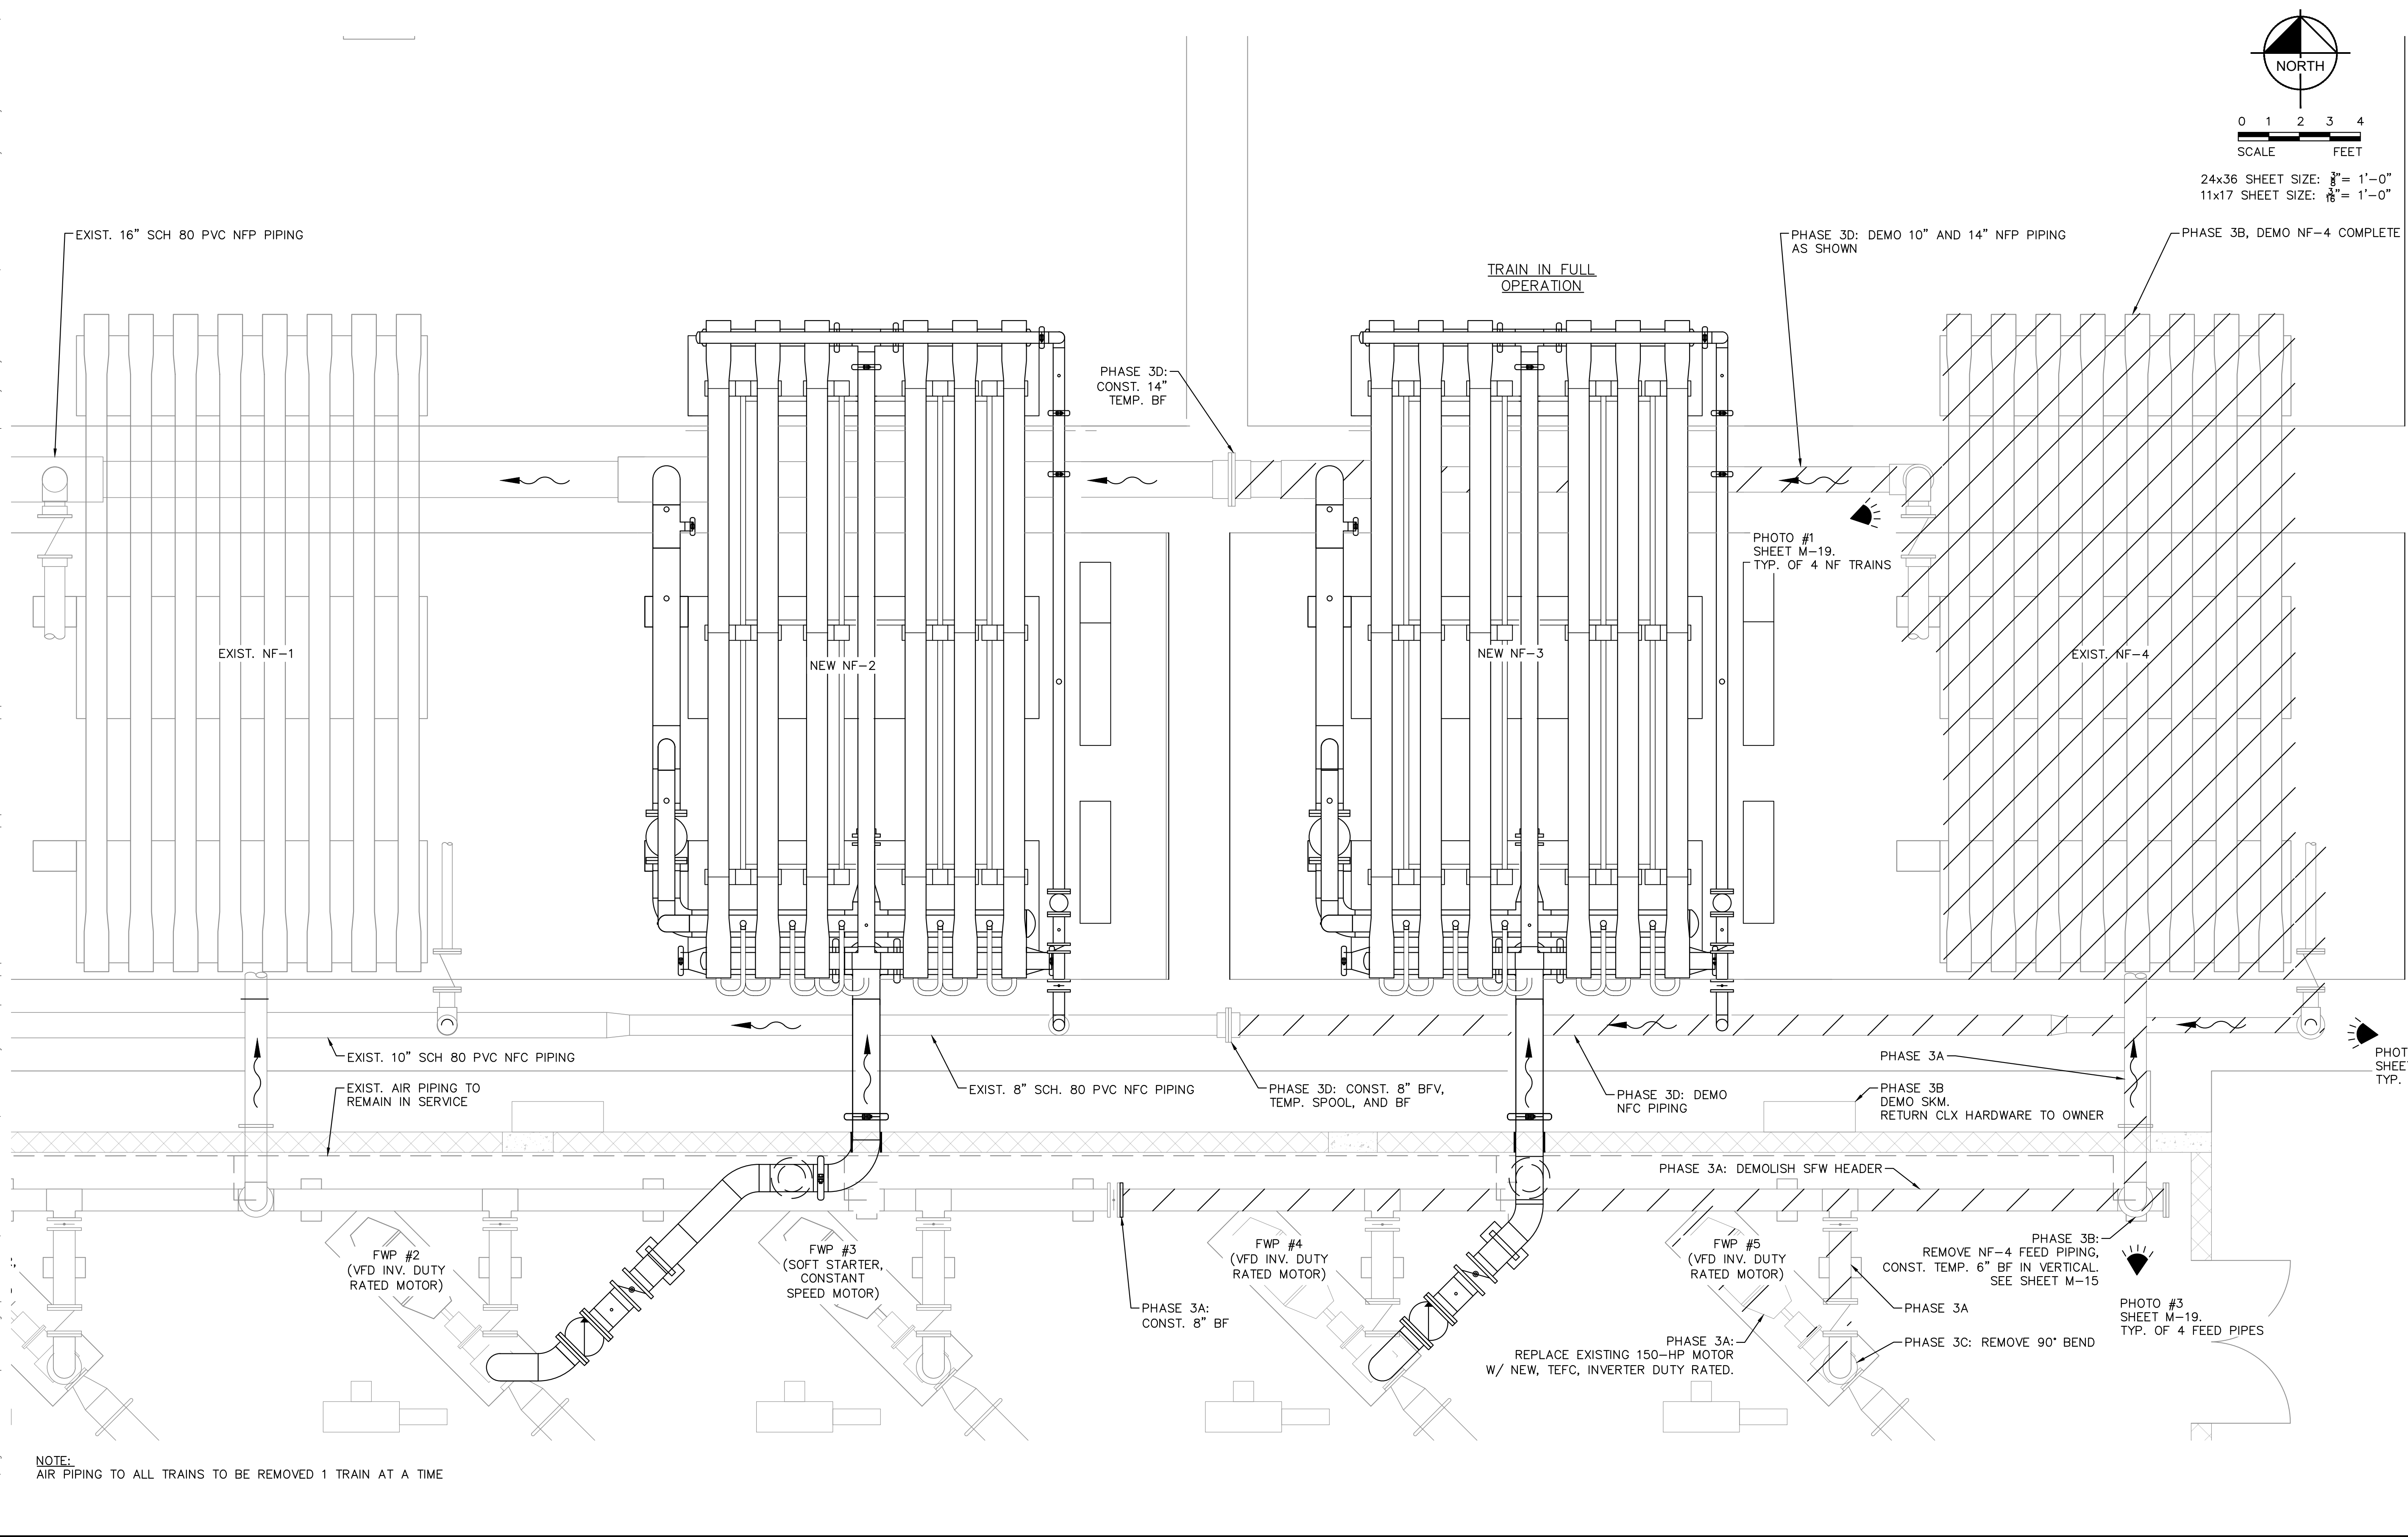 NORTH
0 1 2 3 4
SCALE FEET
24x36 SHEET SIZE: 3/8"= 1'-0"
11x17 SHEET SIZE: 3/16"= 1'-0"
EXIST. 16" SCH 80 PVC NFP PIPING
PHASE 3D: DEMO 10" AND 14" NFP PIPING
AS SHOWN
PHASE 3B, DEMO NF-4 COMPLETE
TRAIN IN FULL
OPERATION
PHASE 3D:
CONST. 14"
TEMP. BF
PHOTO #1
SHEET M-19.
TYP. OF 4 NF TRAINS
EXIST. NF-1
NEW NF-2
NEW NF-3
EXIST. NF-4
EXIST. 10" SCH 80 PVC NFC PIPING
EXIST. AIR PIPING TO
REMAIN IN SERVICE
EXIST. 8" SCH. 80 PVC NFC PIPING
PHASE 3D: CONST. 8" BFV,
TEMP. SPOOL, AND BF
PHASE 3D: DEMO
NFC PIPING
PHASE 3A
PHASE 3B
DEMO SKM.
RETURN CLX HARDWARE TO OWNER
PHOT
SHEE
TYP.
PHASE 3A: DEMOLISH SFW HEADER
FWP #2
(VFD INV. DUTY
RATED MOTOR)
FWP #3
(SOFT STARTER,
CONSTANT
SPEED MOTOR)
FWP #4
(VFD INV. DUTY
RATED MOTOR)
FWP #5
(VFD INV. DUTY
RATED MOTOR)
PHASE 3B:
REMOVE NF-4 FEED PIPING,
CONST. TEMP. 6" BF IN VERTICAL.
SEE SHEET M-15
PHASE 3A:
CONST. 8" BF
PHASE 3A
PHOTO #3
SHEET M-19.
TYP. OF 4 FEED PIPES
PHASE 3A:
REPLACE EXISTING 150-HP MOTOR
W/ NEW, TEFC, INVERTER DUTY RATED.
PHASE 3C: REMOVE 90° BEND
NOTE:
AIR PIPING TO ALL TRAINS TO BE REMOVED 1 TRAIN AT A TIME